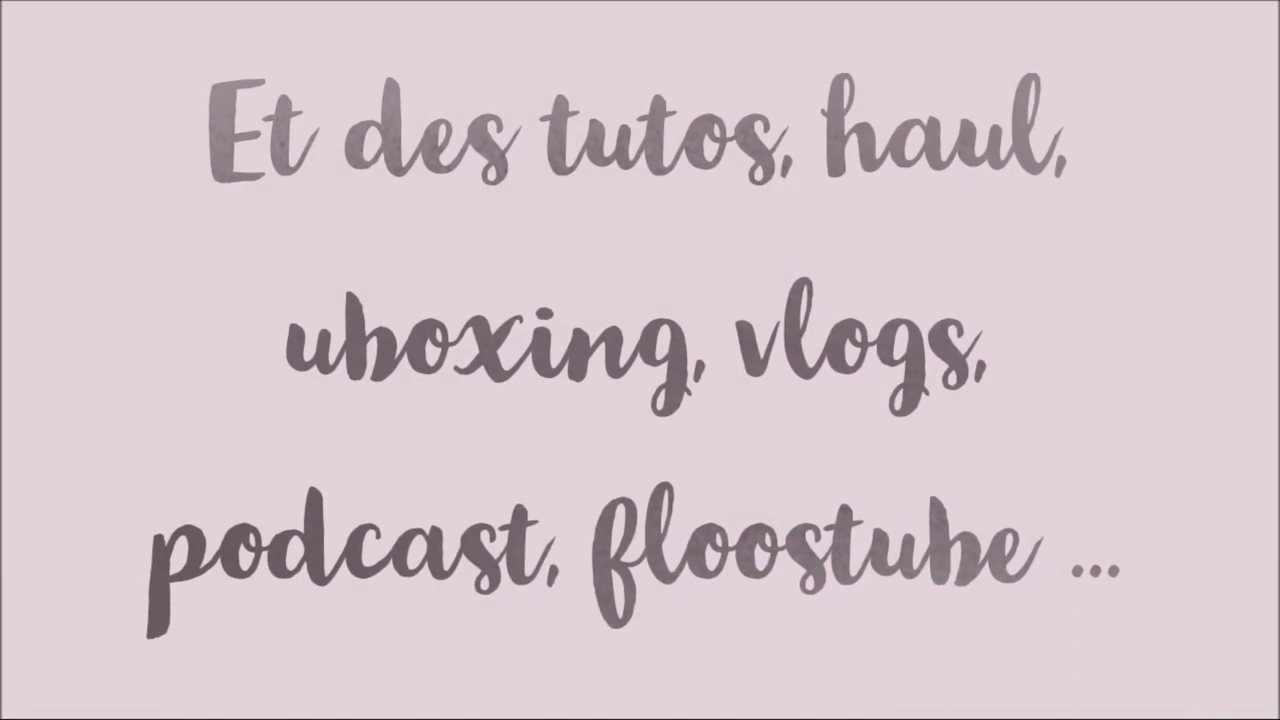 Et des tutos, haul,
uboxing, vlogs,
podcast, floostube ...